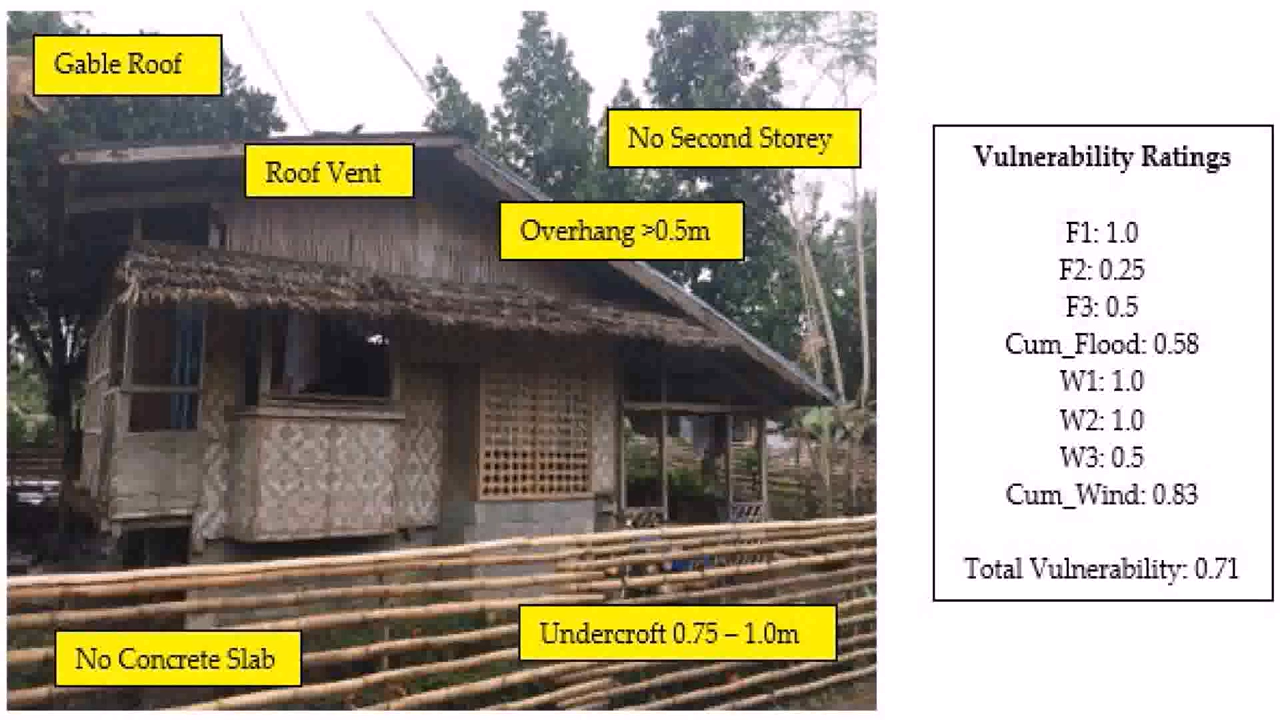 Gable Roof
No Second Storey
Roof Vent
Overhang >0.5m
Undercroft 0.75 – 1.0m
No Concrete Slab
Vulnerability Ratings
F1: 1.0
F2: 0.25
F3: 0.5
Cum_Flood: 0.58
W1: 1.0
W2: 1.0
W3: 0.5
Cum_Wind: 0.83
Total Vulnerability: 0.71